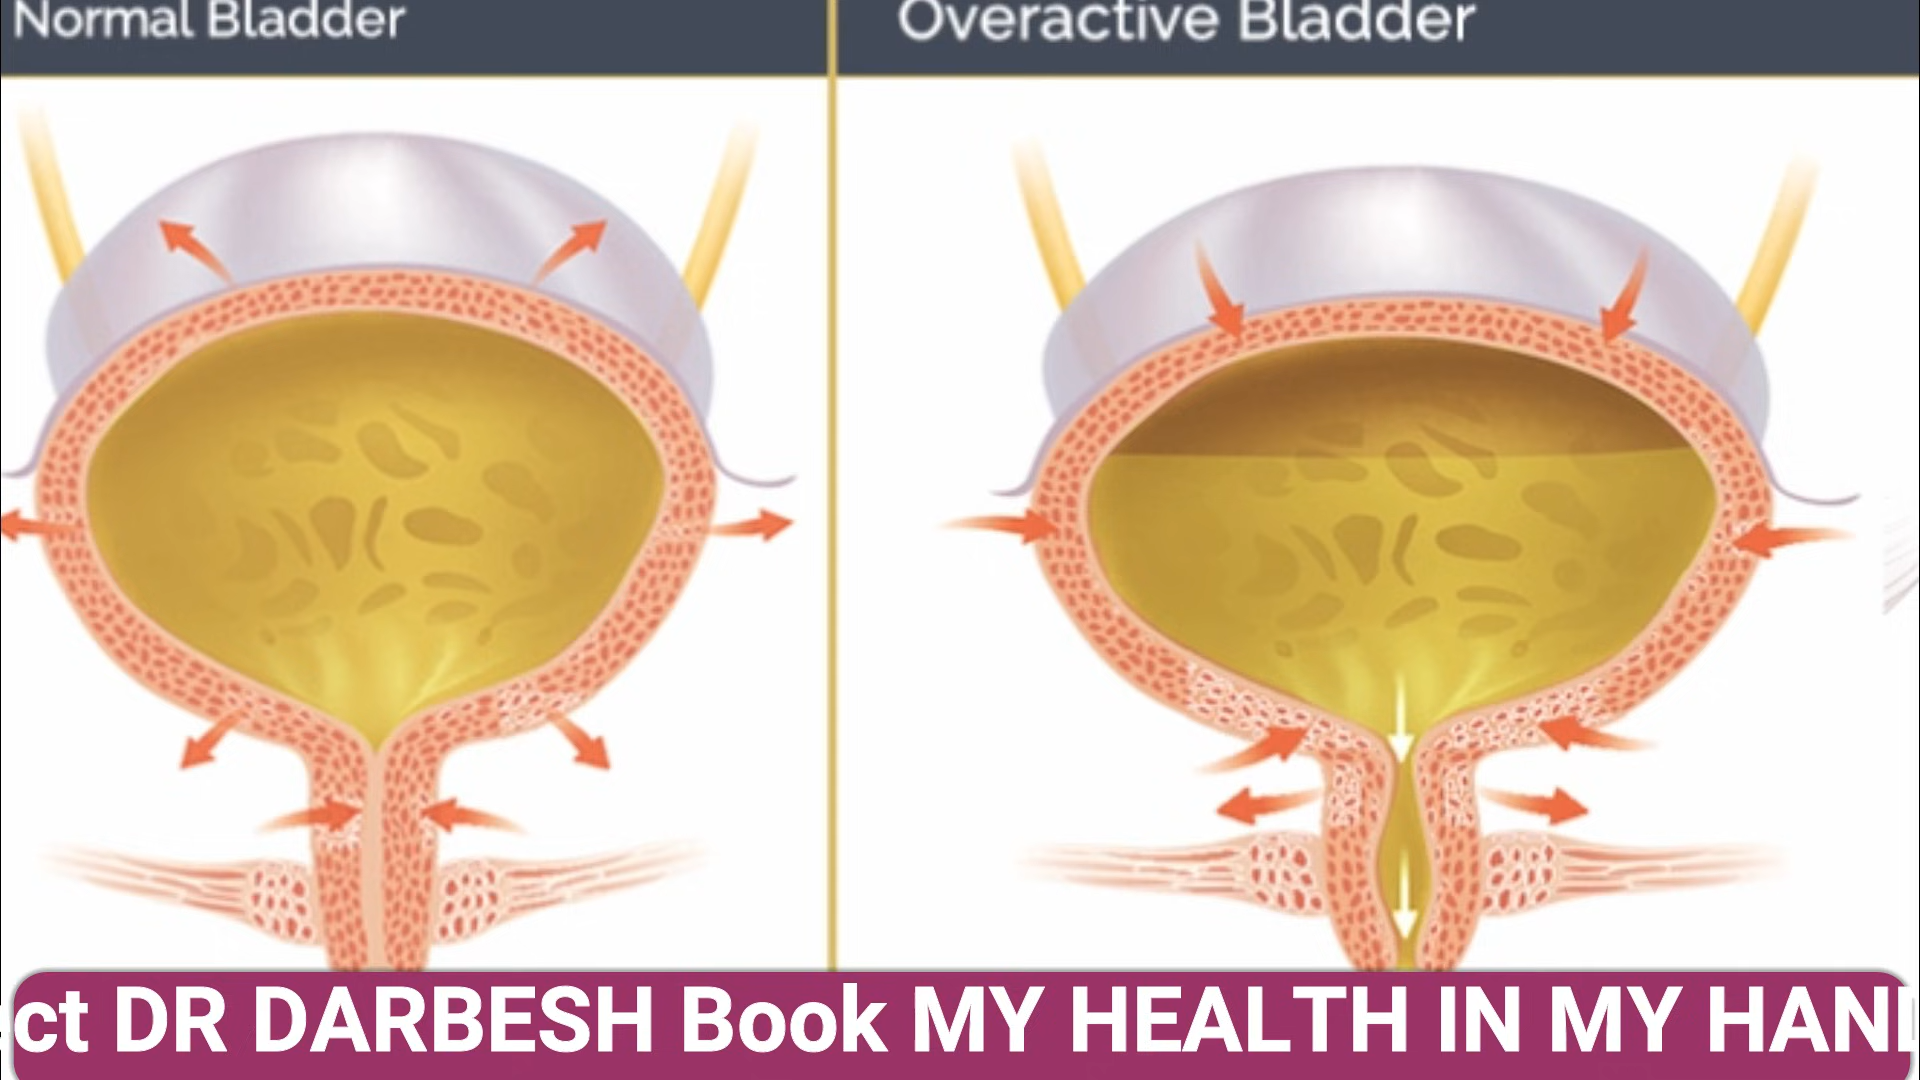 Normal Bladder
Overactive Bladder
ct DR DARBESH Book MY HEALTH IN MY HAN